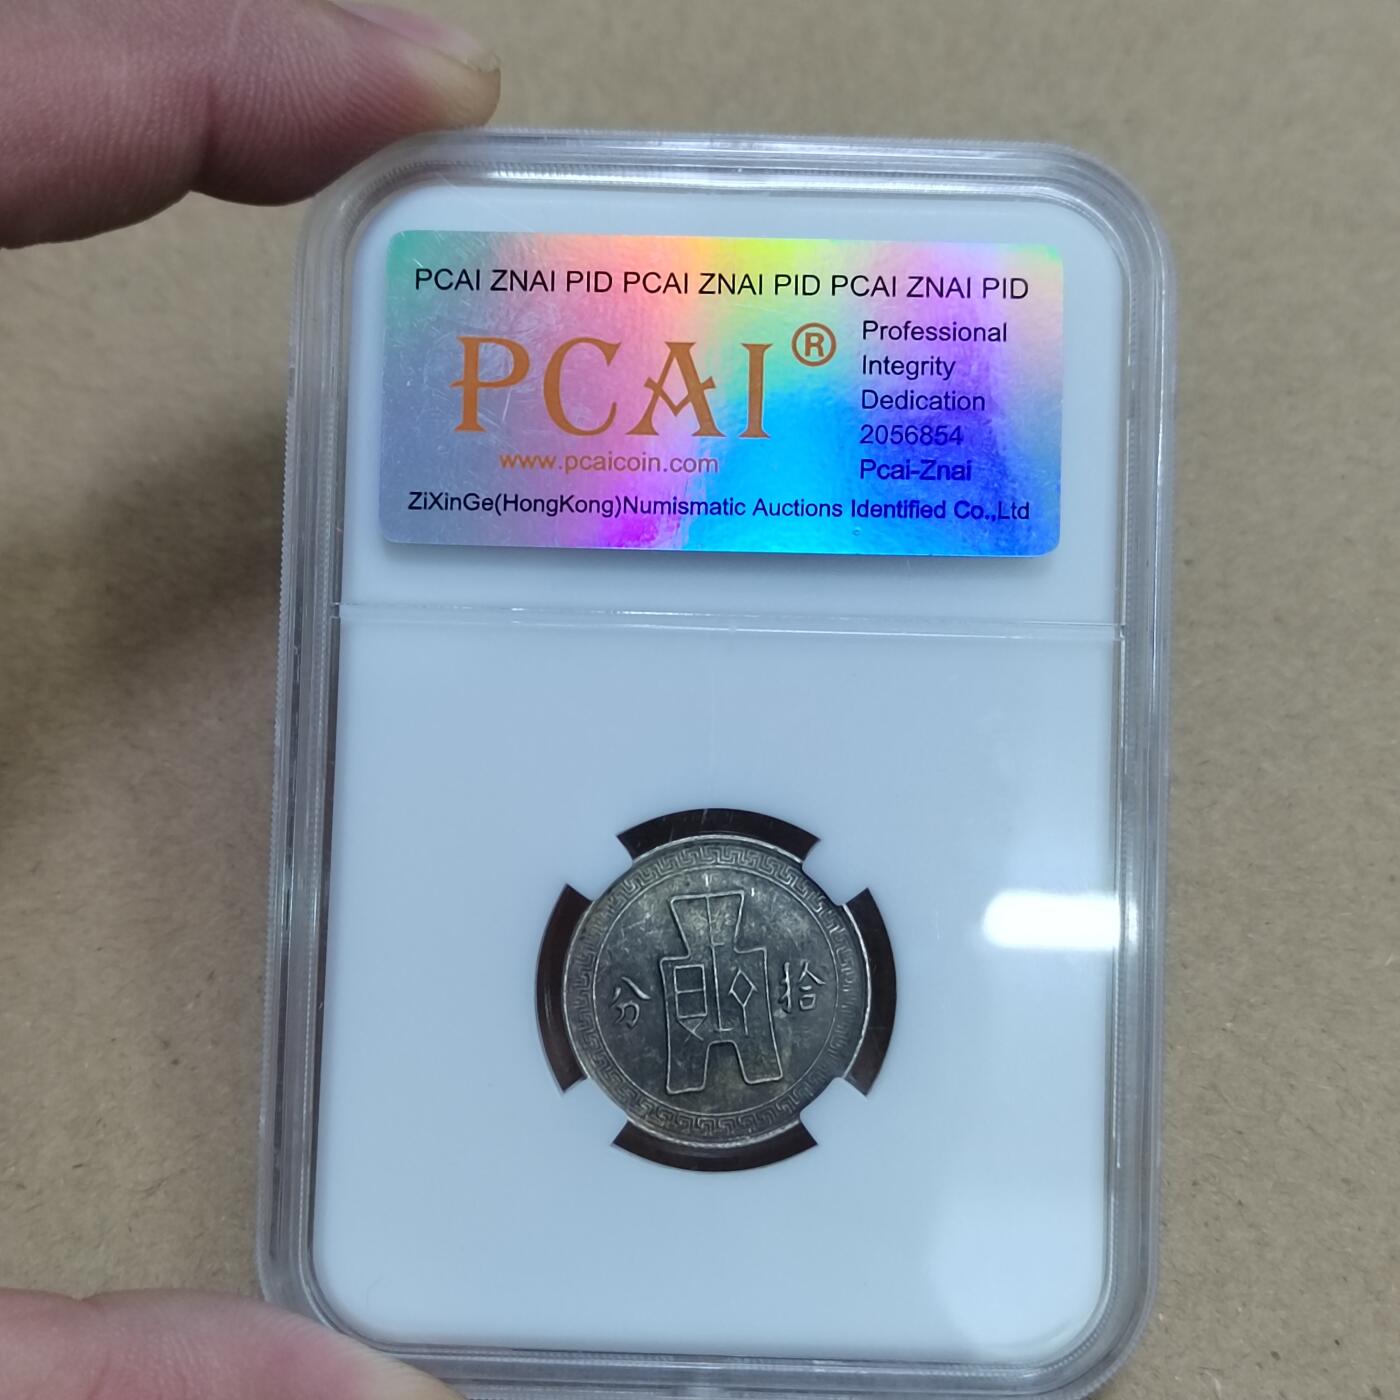 PCAI ZNAI PID PCAI ZNAI PID PCAI ZNAI PID
PCAI®
www.pcaicoin.com
Professional
Integrity
Dedication
2056854
Pcai-Znai
ZiXinGe(HongKong)Numismatic Auctions Identified Co.,Ltd
分 拾